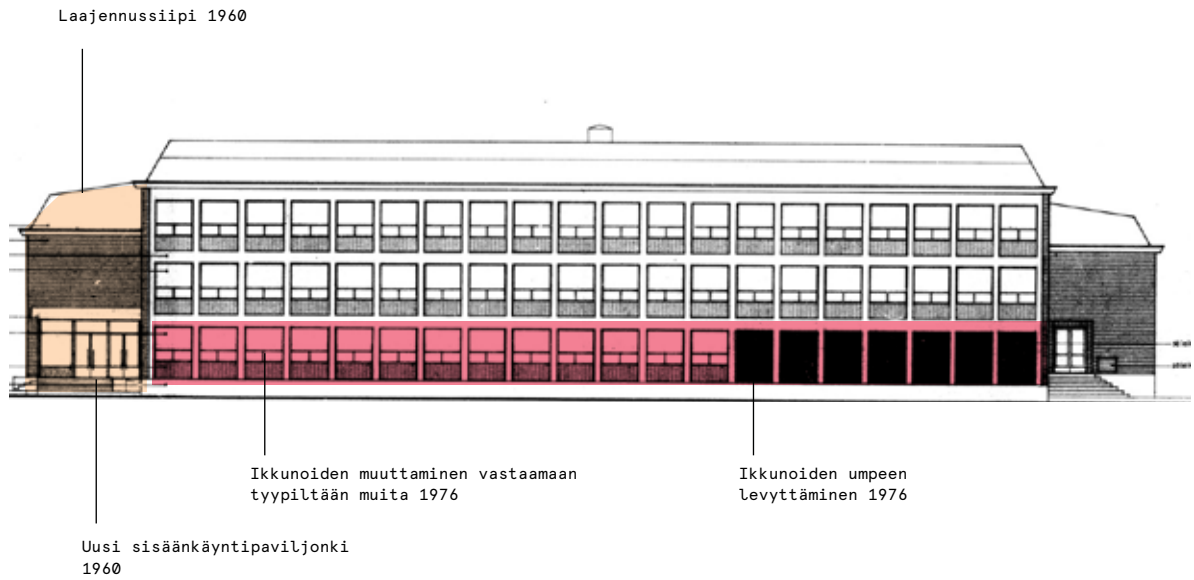 Laajennussiipi 1960
Ikkunoiden muuttaminen vastaamaan
tyypiltään muita 1976
Ikkunoiden umpeen
levyttäminen 1976
Uusi sisäänkäyntipaviljonki
1960